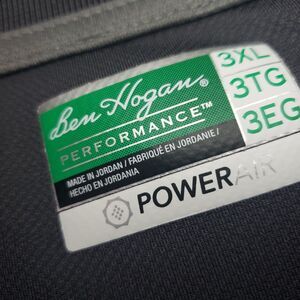 Ben Hogan®
PERFORMANCE™
MADE IN JORDAN / FABRIQUÉ EN JORDANIE /
HECHO EN JORDANIA
3XL
3TG
3EG
POWERAIR